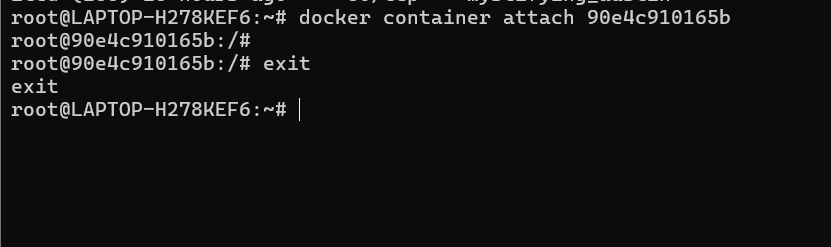 root@LAPTOP-H278KEF6:~# docker container attach 90e4c910165b
root@90e4c910165b:/#
root@90e4c910165b:/# exit
exit
root@LAPTOP-H278KEF6:~#